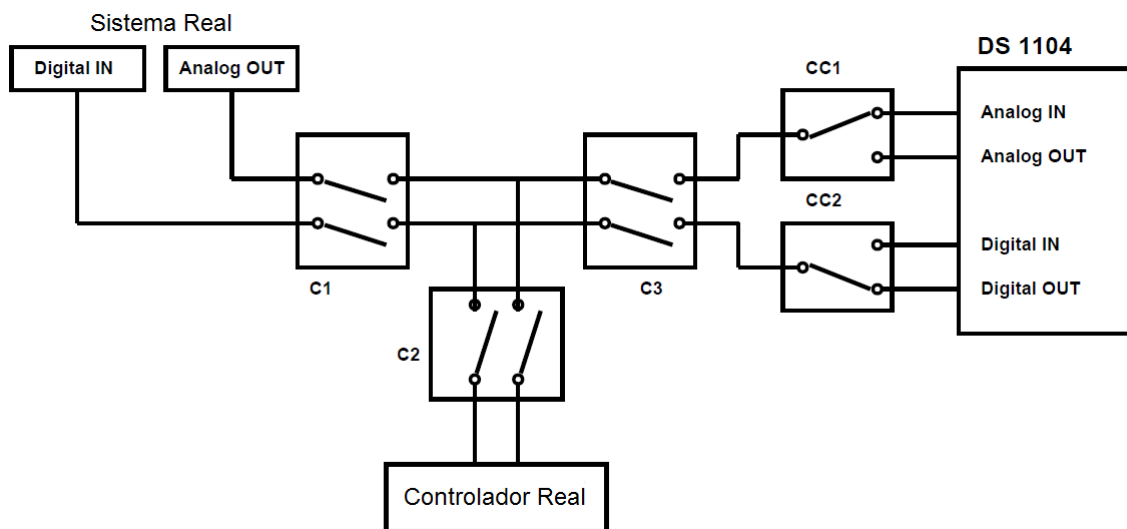 Sistema Real
Digital IN
Analog OUT
C1
C2
C3
Controlador Real
CC1
CC2
DS 1104
Analog IN
Analog OUT
Digital IN
Digital OUT